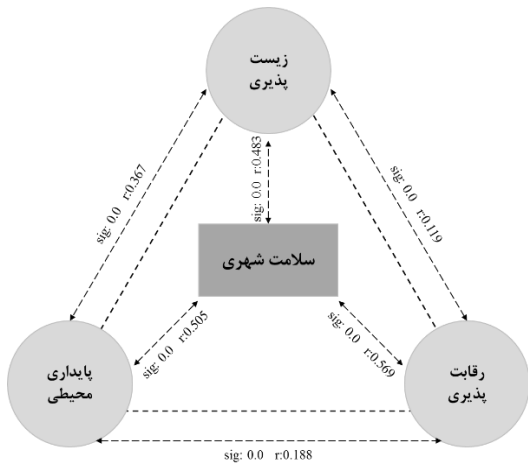 زیست
پذیری
sig: 0.0 r:0.367
sig: 0.0 r:0.483
sig: 0.0 r:0.119
سلامت شهری
sig: 0.0 r:0.505
sig: 0.0 r:0.569
پایداری
محیطی
رقابت
پذیری
sig: 0.0 r:0.188